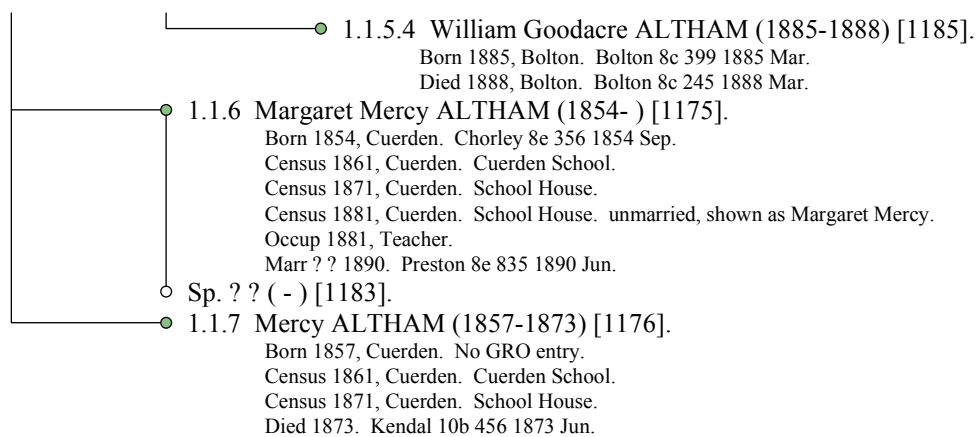 1.1.5.4 William Goodacre ALTHAM (1885-1888) [1185].
Born 1885, Bolton. Bolton 8c 399 1885 Mar.
Died 1888, Bolton. Bolton 8c 245 1888 Mar.
1.1.6 Margaret Mercy ALTHAM (1854- ) [1175].
Born 1854, Cuerden. Chorley 8e 356 1854 Sep.
Census 1861, Cuerden. Cuerden School.
Census 1871, Cuerden. School House.
Census 1881, Cuerden. School House. unmarried, shown as Margaret Mercy.
Occup 1881, Teacher.
Marr ? ? 1890. Preston 8e 835 1890 Jun.
Sp. ? ? ( - ) [1183].
1.1.7 Mercy ALTHAM (1857-1873) [1176].
Born 1857, Cuerden. No GRO entry.
Census 1861, Cuerden. Cuerden School.
Census 1871, Cuerden. School House.
Died 1873. Kendal 10b 456 1873 Jun.